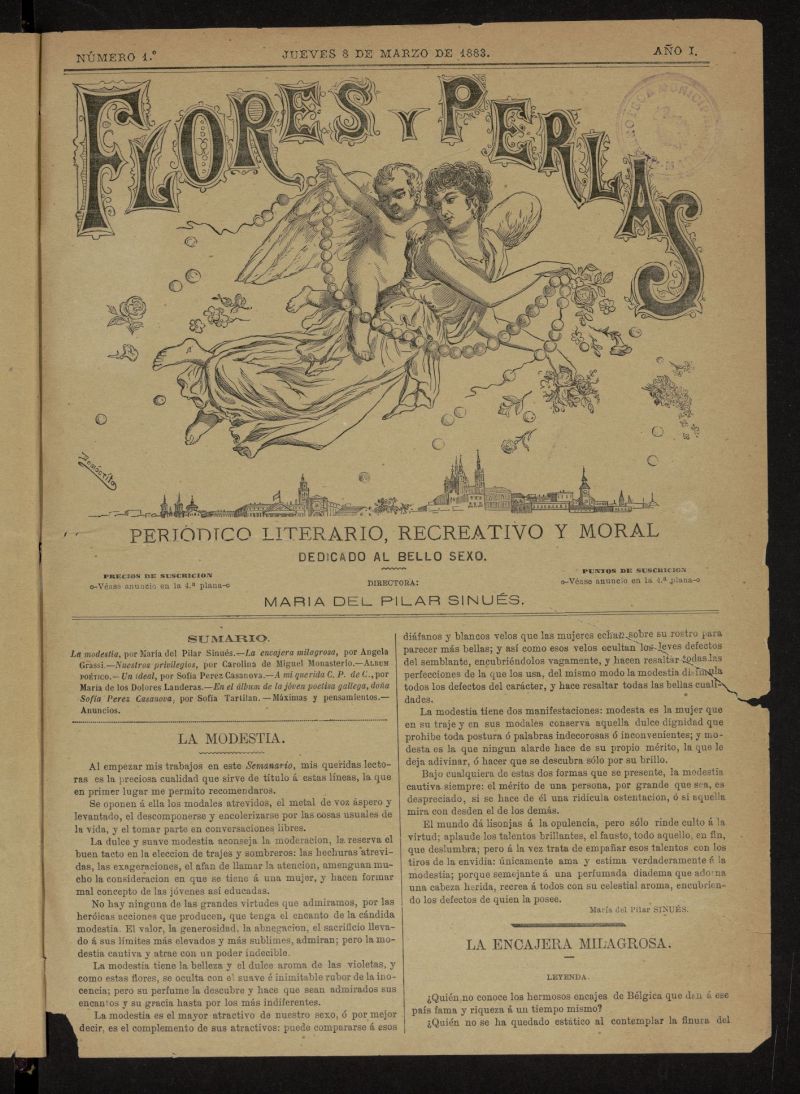 NÚMERO 1.º
JUEVES 8 DE MARZO DE 1883.
AÑO I.
FLORES Y PERLAS
PERIÓDICO LITERARIO, RECREATIVO Y MORAL
DEDICADO AL BELLO SEXO.
PRECIOS DE SUSCRICION
o-Véase anuncio en la 4.ª plana-o
DIRECTORA:
PUNTOS DE SUSCRICION
o-Véase anuncio en la 4.ª plana-o
MARIA DEL PILAR SINUÉS.
SUMARIO.
La modestia, por María del Pilar Sinués.—La encajera milagrosa, por Angela
Grassi.—Nuestros privilegios, por Carolina de Miguel Monasterio.—ALBUM
POÉTICO.—Un ideal, por Sofía Perez Casanova.—A mi querida C. P. de C., por
María de los Dolores Landeras.—En el álbum de la jóven poetisa gallega, doña
Sofía Perez Casanova, por Sofía Tartilan.—Máximas y pensamientos.—
Anuncios.
LA MODESTIA.
Al empezar mis trabajos en este Semanario, mis queridas lecto-
ras es la preciosa cualidad que sirve de título á estas líneas, la que
en primer lugar me permito recomendaros.
Se oponen á ella los modales atrevidos, el metal de voz áspero y
levantado, el descomponerse y encolerizarse por las cosas usuales de
la vida, y el tomar parte en conversaciones libres.
La dulce y suave modestia aconseja la moderacion, la reserva el
buen tacto en la eleccion de trajes y sombreros: las hechuras atrevi-
das, las exageraciones, el afan de llamar la atencion, amenguan mu-
cho la consideracion en que se tiene á una mujer, y hacen formar
mal concepto de las jóvenes así educadas.
No hay ninguna de las grandes virtudes que admiramos, por las
heróicas acciones que producen, que tenga el encanto de la cándida
modestia. El valor, la generosidad, la abnegacion, el sacrificio lleva-
do á sus límites más elevados y más sublimes, admiran; pero la mo-
destia cautiva y atrae con un poder indecible.
La modestia tiene la belleza y el dulce aroma de las violetas, y
como estas flores, se oculta con el suave é inimitable rubor de la ino-
cencia; pero su perfume la descubre y hace que sean admirados sus
encantos y su gracia hasta por los más indiferentes.
La modestia es el mayor atractivo de nuestro sexo, ó por mejor
decir, es el complemento de sus atractivos: puede compararse á esos
diáfanos y blancos velos que las mujeres echan sobre su rostro para
parecer más bellas; y así como esos velos ocultan los leves defectos
del semblante, encubriéndolos vagamente, y hacen resaltar todas las
perfecciones de la que los usa, del mismo modo la modestia disimula
todos los defectos del carácter, y hace resaltar todas las bellas cuali-
dades.
La modestia tiene dos manifestaciones: modesta es la mujer que
en su traje y en sus modales conserva aquella dulce dignidad que
prohibe toda postura ó palabras indecorosas ó inconvenientes; y mo-
desta es la que ningun alarde hace de su propio mérito, la que le
deja adivinar, ó hacer que se descubra sólo por su brillo.
Bajo cualquiera de estas dos formas que se presente, la modestia
cautiva siempre: el mérito de una persona, por grande que sea, es
despreciado, si se hace de él una ridícula ostentacion, ó si aquella
mira con desden el de los demás.
El mundo dá lisonjas á la opulencia, pero sólo rinde culto á la
virtud; aplaude los talentos brillantes, el fausto, todo aquello, en fin,
que deslumbra; pero á la vez trata de empañar esos talentos con los
tiros de la envidia: únicamente ama y estima verdaderamente á la
modestia; porque semejante á una perfumada diadema que adorna
una cabeza herida, recrea á todos con su celestial aroma, encubrien-
do los defectos de quien la posee.
María del Pilar SINUÉS.
LA ENCAJERA MILAGROSA.
LEYENDA.
¿Quién no conoce los hermosos encajes de Bélgica que dan á ese
país fama y riqueza á un tiempo mismo?
¿Quién no se ha quedado estático al contemplar la finura del